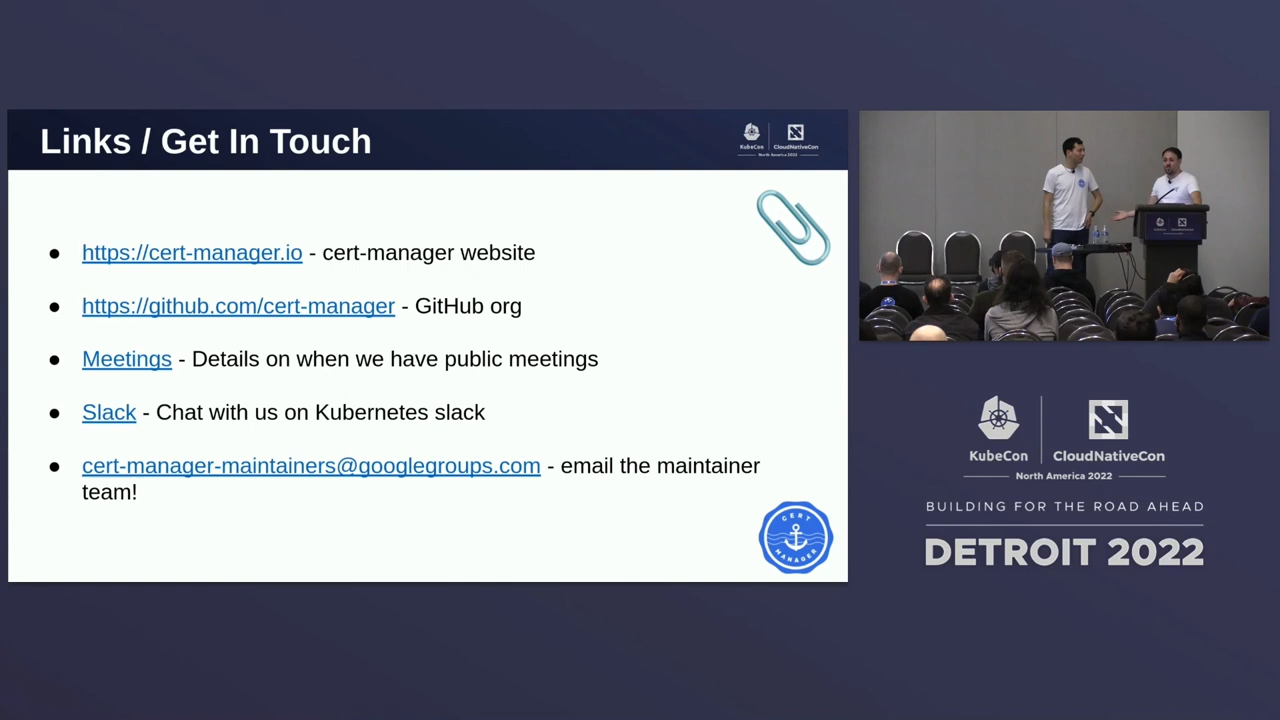 Links / Get In Touch
KubeCon
CloudNativeCon
North America 2022
● https://cert-manager.io - cert-manager website
● https://github.com/cert-manager - GitHub org
● Meetings - Details on when we have public meetings
● Slack - Chat with us on Kubernetes slack
● cert-manager-maintainers@googlegroups.com - email the maintainer
team!
CERT
MANAGER
KubeCon
CloudNativeCon
North America 2022
BUILDING FOR THE ROAD AHEAD
DETROIT 2022